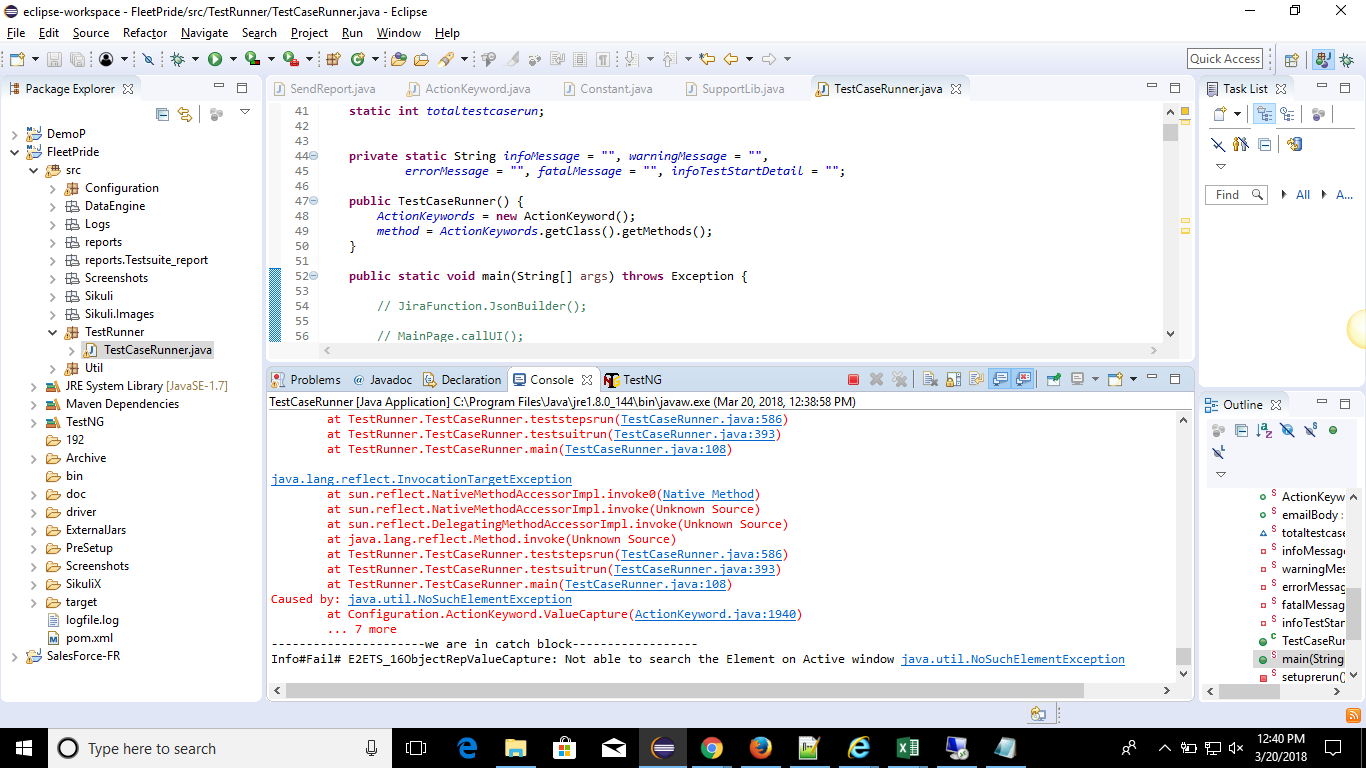 eclipse-workspace - FleetPride/src/TestRunner/TestCaseRunner.java - Eclipse
File Edit Source Refactor Navigate Search Project Run Window Help
Quick Access
Package Explorer
DemoP
FleetPride
src
Configuration
DataEngine
Logs
reports
reports.Testsuite_report
Screenshots
Sikuli
Sikuli.Images
TestRunner
TestCaseRunner.java
Util
JRE System Library [JavaSE-1.7]
Maven Dependencies
TestNG
192
Archive
bin
doc
driver
ExternalJars
PreSetup
Screenshots
SikuliX
target
logfile.log
pom.xml
SalesForce-FR
SendReport.java ActionKeyword.java Constant.java SupportLib.java TestCaseRunner.java
41 static int totaltestcaserun;
42
43
44 private static String infoMessage = "", warningMessage = "",
45 errorMessage = "", fatalMessage = "", infoTestStartDetail = "";
46
47 public TestCaseRunner() {
48 ActionKeywords = new ActionKeyword();
49 method = ActionKeywords.getClass().getMethods();
50 }
51
52 public static void main(String[] args) throws Exception {
53
54 // JiraFunction.JsonBuilder();
55
56 // MainPage.callUI();
Problems @ Javadoc Declaration Console TestNG
TestCaseRunner [Java Application] C:\Program Files\Java\jre1.8.0_144\bin\javaw.exe (Mar 20, 2018, 12:38:58 PM)
at TestRunner.TestCaseRunner.teststepsrun(TestCaseRunner.java:586)
at TestRunner.TestCaseRunner.testsuitrun(TestCaseRunner.java:393)
at TestRunner.TestCaseRunner.main(TestCaseRunner.java:108)
java.lang.reflect.InvocationTargetException
at sun.reflect.NativeMethodAccessorImpl.invoke0(Native Method)
at sun.reflect.NativeMethodAccessorImpl.invoke(Unknown Source)
at sun.reflect.DelegatingMethodAccessorImpl.invoke(Unknown Source)
at java.lang.reflect.Method.invoke(Unknown Source)
at TestRunner.TestCaseRunner.teststepsrun(TestCaseRunner.java:586)
at TestRunner.TestCaseRunner.testsuitrun(TestCaseRunner.java:393)
at TestRunner.TestCaseRunner.main(TestCaseRunner.java:108)
Caused by: java.util.NoSuchElementException
at Configuration.ActionKeyword.ValueCapture(ActionKeyword.java:1940)
... 7 more
----------------------we are in catch block------------------
Info#Fail# E2ETS_16ObjectRepValueCapture: Not able to search the Element on Active window java.util.NoSuchElementException
Task List
Find All A...
Outline
ActionKeyw
emailBody :
totaltestcase
infoMessag
warningMes
errorMessag
fatalMessag
infoTestStar
TestCaseRur
main(String
setuprerun()
Type here to search
12:40 PM
3/20/2018